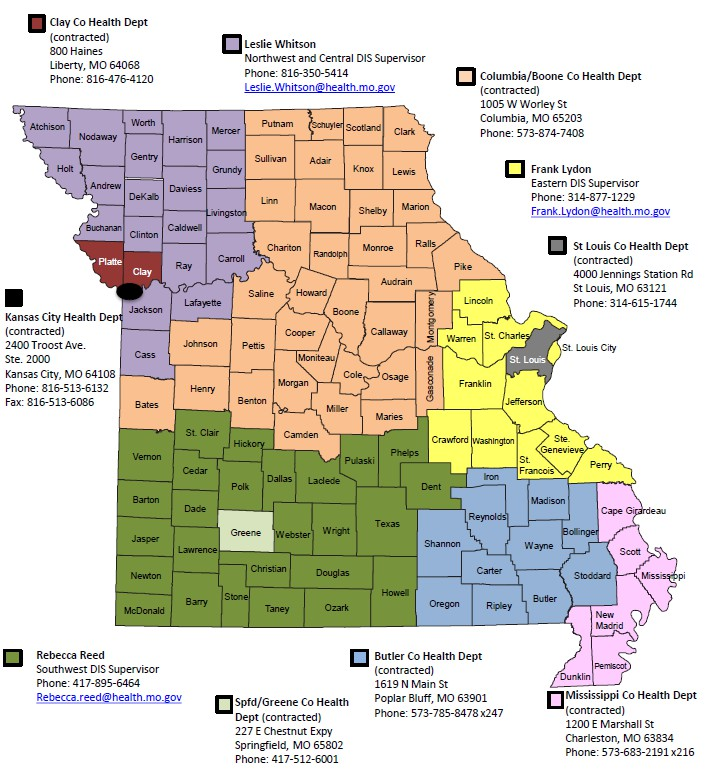 Clay Co Health Dept
(contracted)
800 Haines
Liberty, MO 64068
Phone: 816-476-4120
Leslie Whitson
Northwest and Central DIS Supervisor
Phone: 816-350-5414
Leslie.Whitson@health.mo.gov
Columbia/Boone Co Health Dept
(contracted)
1005 W Worley St
Columbia, MO 65203
Phone: 573-874-7408
Frank Lydon
Eastern DIS Supervisor
Phone: 314-877-1229
Frank.Lydon@health.mo.gov
St Louis Co Health Dept
(contracted)
4000 Jennings Station Rd
St Louis, MO 63121
Phone: 314-615-1744
Kansas City Health Dept
(contracted)
2400 Troost Ave.
Ste. 2000
Kansas City, MO 64108
Phone: 816-513-6132
Fax: 816-513-6086
Atchison
Nodaway
Worth
Harrison
Mercer
Putnam
Schuyler
Scotland
Clark
Holt
Gentry
Grundy
Sullivan
Adair
Knox
Lewis
Andrew
DeKalb
Daviess
Livingston
Linn
Macon
Shelby
Marion
Buchanan
Clinton
Caldwell
Carroll
Chariton
Randolph
Monroe
Ralls
Pike
Platte
Clay
Ray
Jackson
Lafayette
Saline
Howard
Boone
Audrain
Callaway
Montgomery
Lincoln
Warren
St. Charles
St. Louis
St. Louis City
Cass
Johnson
Pettis
Cooper
Moniteau
Cole
Osage
Gasconade
Franklin
Jefferson
Bates
Henry
Benton
Morgan
Miller
Maries
Camden
Crawford
Washington
St.
Francois
Ste.
Genevieve
Perry
Vernon
St. Clair
Hickory
Cedar
Polk
Dallas
Laclede
Pulaski
Phelps
Dent
Iron
Reynolds
Madison
Bollinger
Cape Girardeau
Barton
Dade
Greene
Webster
Wright
Texas
Shannon
Wayne
Scott
Mississippi
Stoddard
Jasper
Lawrence
Christian
Douglas
Howell
Carter
Newton
McDonald
Barry
Stone
Taney
Ozark
Oregon
Ripley
Butler
New
Madrid
Dunklin
Pemiscot
Rebecca Reed
Southwest DIS Supervisor
Phone: 417-895-6464
Rebecca.reed@health.mo.gov
Spfd/Greene Co Health
Dept (contracted)
227 E Chestnut Expy
Springfield, MO 65802
Phone: 417-512-6001
Butler Co Health Dept
(contracted)
1619 N Main St
Poplar Bluff, MO 63901
Phone: 573-785-8478 x247
Mississippi Co Health Dept
(contracted)
1200 E Marshall St
Charleston, MO 63834
Phone: 573-683-2191 x216